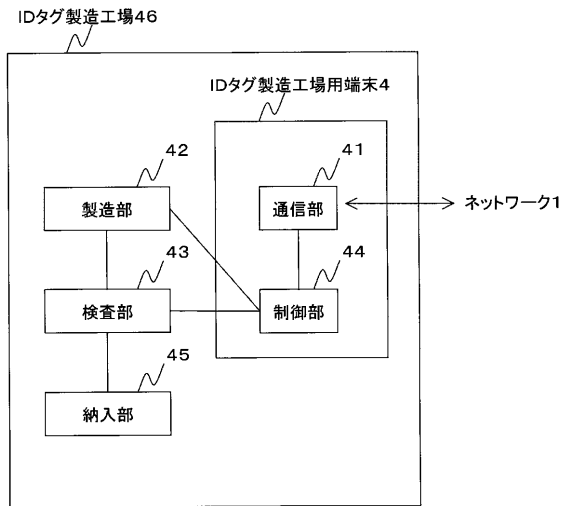 IDタグ製造工場46
IDタグ製造工場用端末4
42
41
製造部
通信部
ネットワーク1
43
44
検査部
制御部
45
納入部